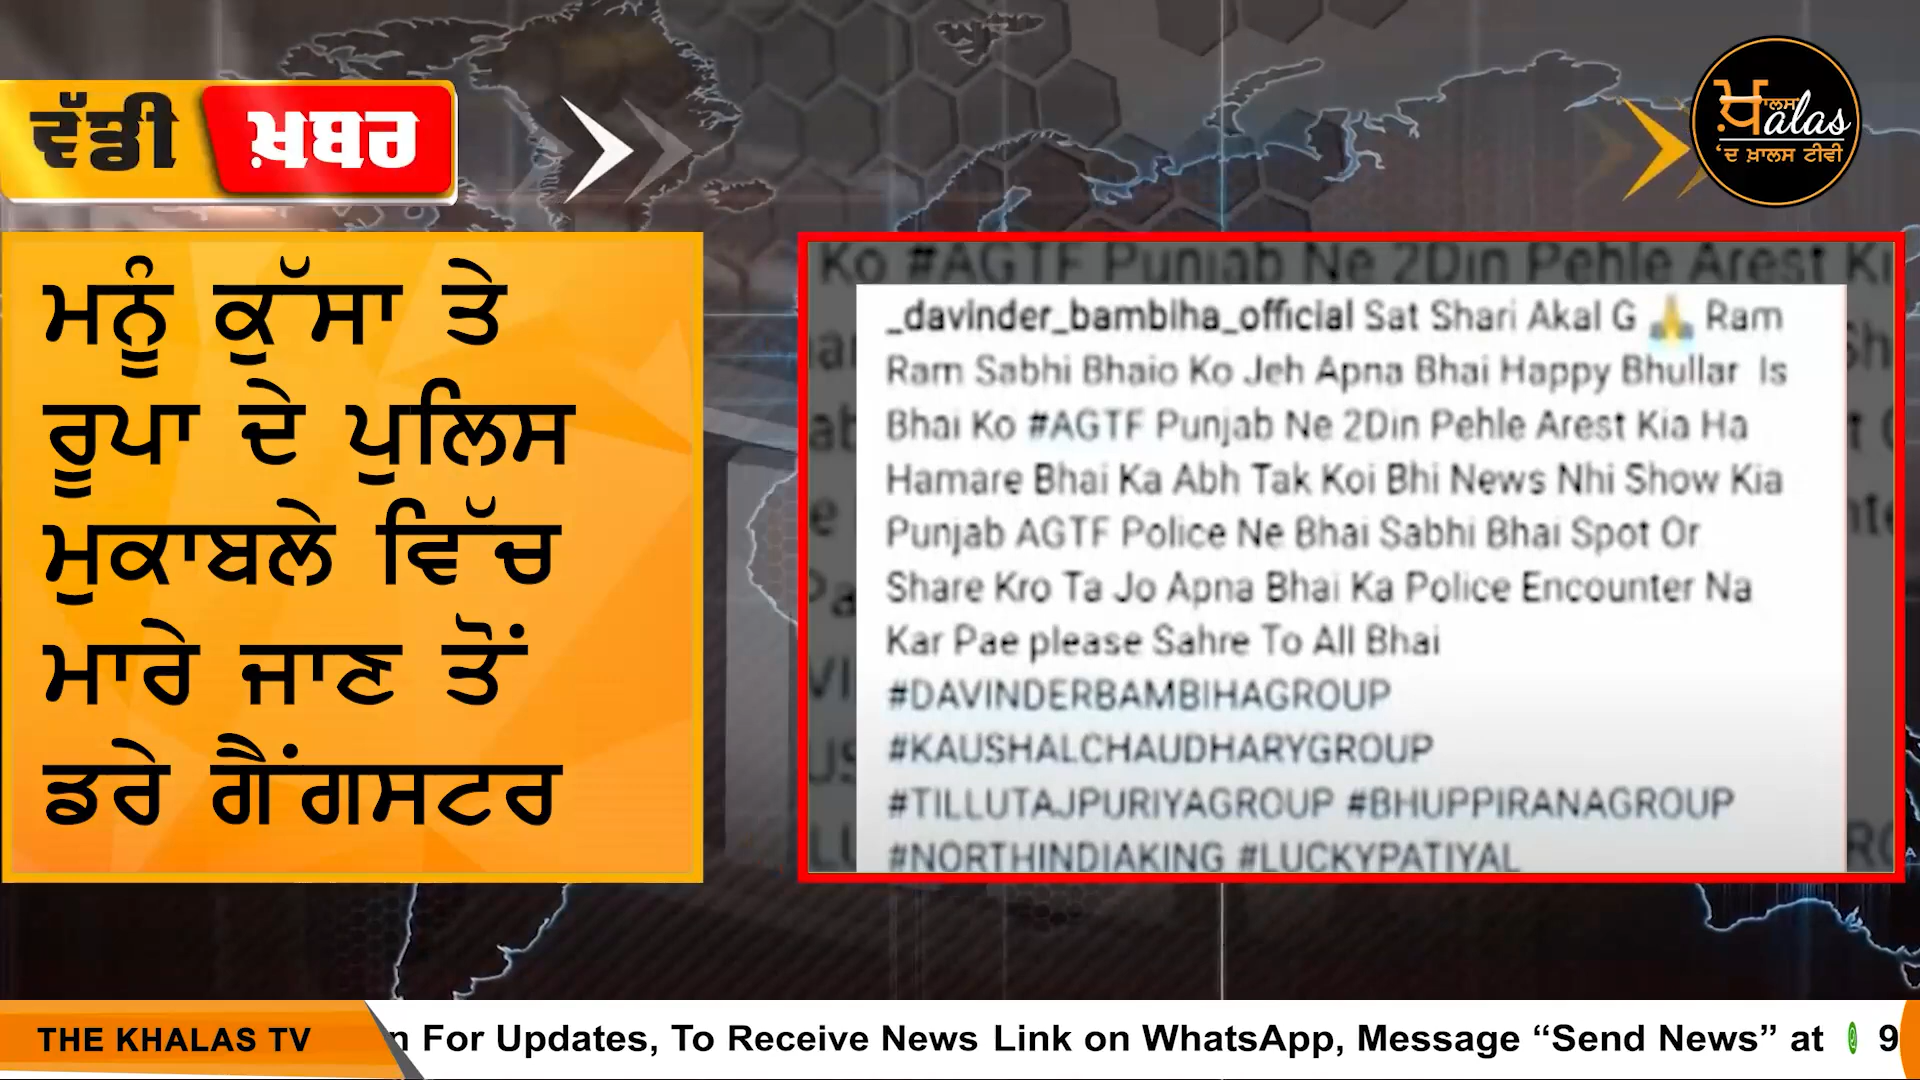 ਵੱਡੀ ਖ਼ਬਰ
ਖ਼ਾਲਸ alas
'ਦ ਖ਼ਾਲਸ ਟੀਵੀ
ਮਨੂੰ ਕੁੱਸਾ ਤੇ
ਰੂਪਾ ਦੇ ਪੁਲਿਸ
ਮੁਕਾਬਲੇ ਵਿੱਚ
ਮਾਰੇ ਜਾਣ ਤੋਂ
ਡਰੇ ਗੈਂਗਸਟਰ
Ko #AGTF Punjab Ne 2Din Pehle Arest Ki
_davinder_bambiha_official Sat Shari Akal G 🙏 Ram
Ram Sabhi Bhaio Ko Jeh Apna Bhai Happy Bhullar Is
Bhai Ko #AGTF Punjab Ne 2Din Pehle Arest Kia Ha
Hamare Bhai Ka Abh Tak Koi Bhi News Nhi Show Kia
Punjab AGTF Police Ne Bhai Sabhi Bhai Spot Or
Share Kro Ta Jo Apna Bhai Ka Police Encounter Na
Kar Pae please Sahre To All Bhai
#DAVINDERBAMBIHAGROUP
#KAUSHALCHAUDHARYGROUP
#TILLUTAJPURIYAGROUP #BHUPPIRANAGROUP
#NORTHINDIAKING #LUCKYPATIYAL
THE KHALAS TV
n For Updates, To Receive News Link on WhatsApp, Message “Send News” at 9